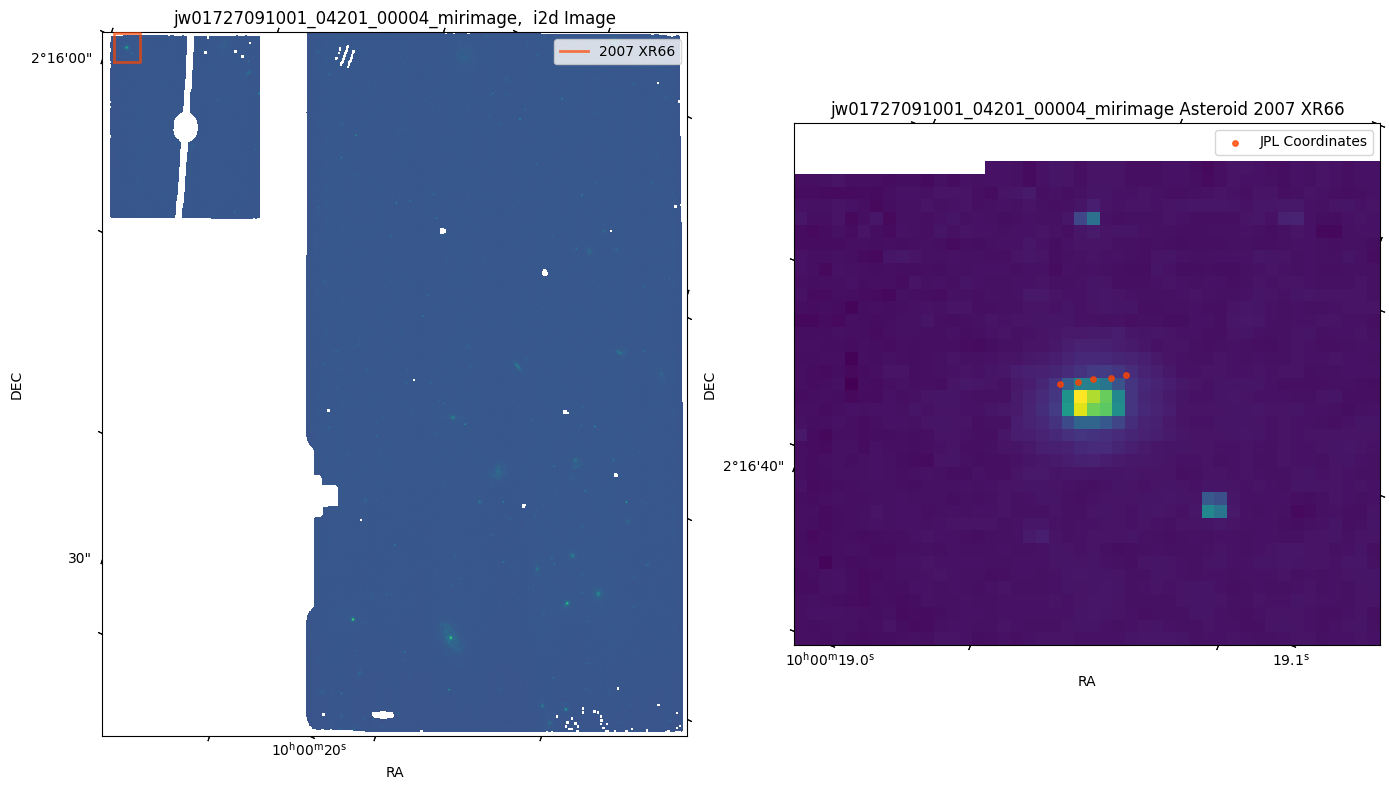 jw01727091001_04201_00004_mirimage,  i2d Image
2007 XR66
2°16'00"
30"
DEC
10ʰ00ᵐ20ˢ
RA
jw01727091001_04201_00004_mirimage Asteroid 2007 XR66
JPL Coordinates
DEC
2°16'40"
10ʰ00ᵐ19.0ˢ
19.1ˢ
RA